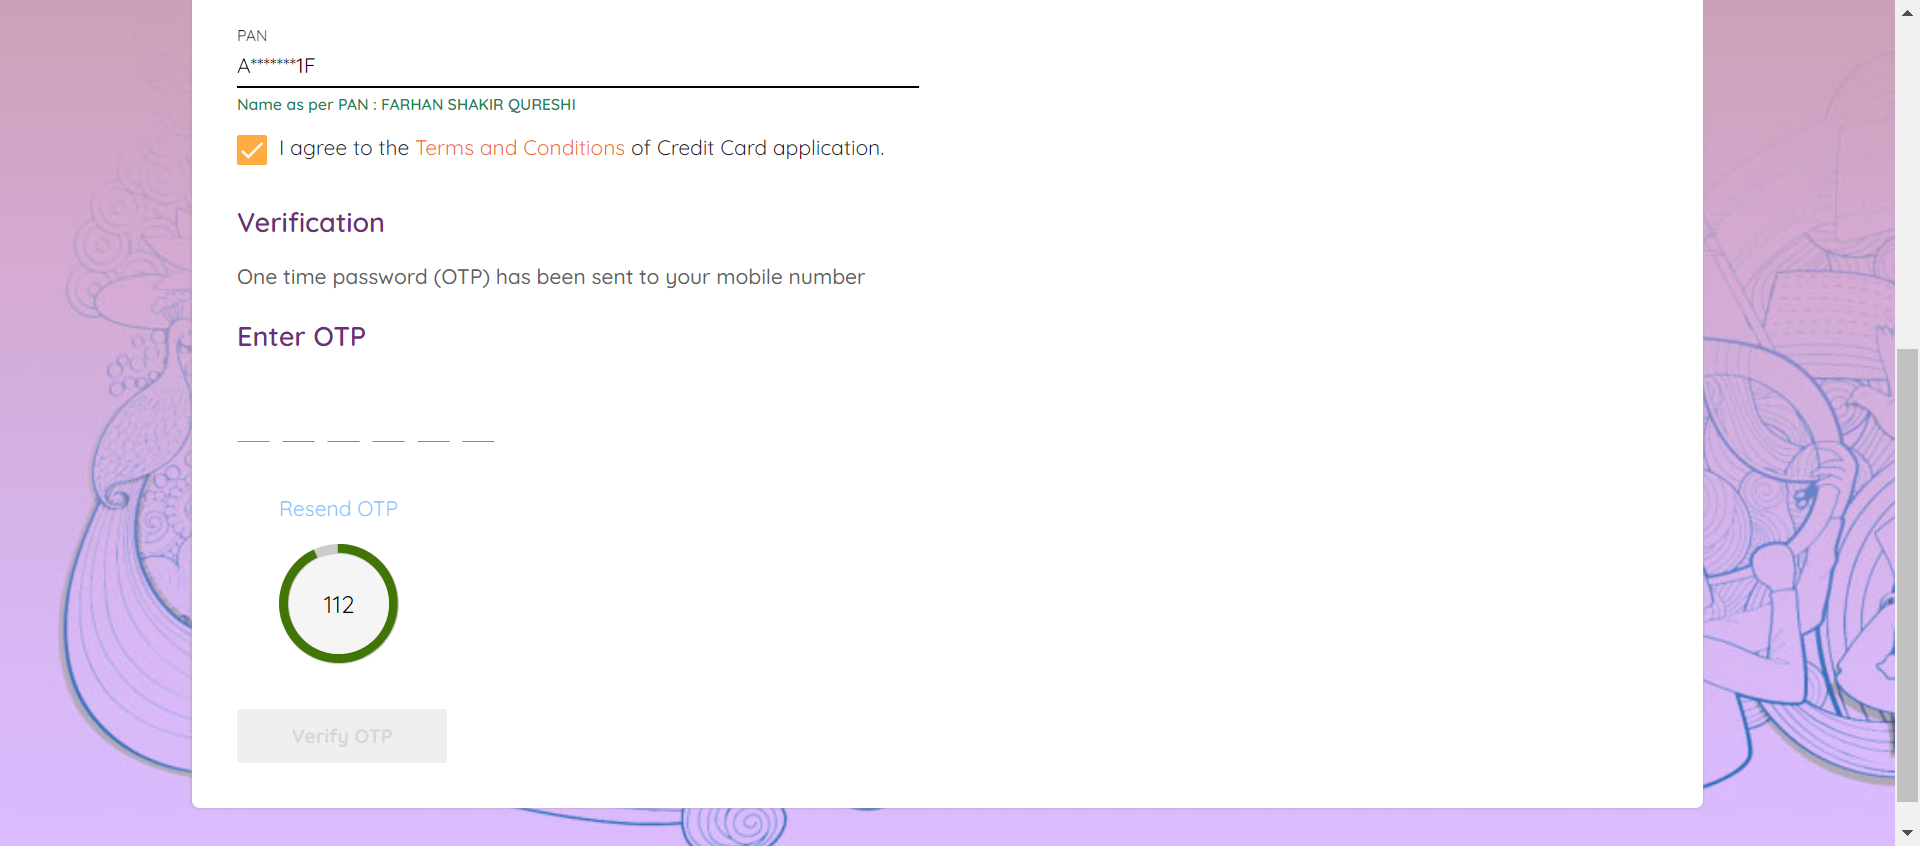 PAN
A*******1F
Name as per PAN : FARHAN SHAKIR QURESHI
I agree to the Terms and Conditions of Credit Card application.
Verification
One time password (OTP) has been sent to your mobile number
Enter OTP
Resend OTP
112
Verify OTP